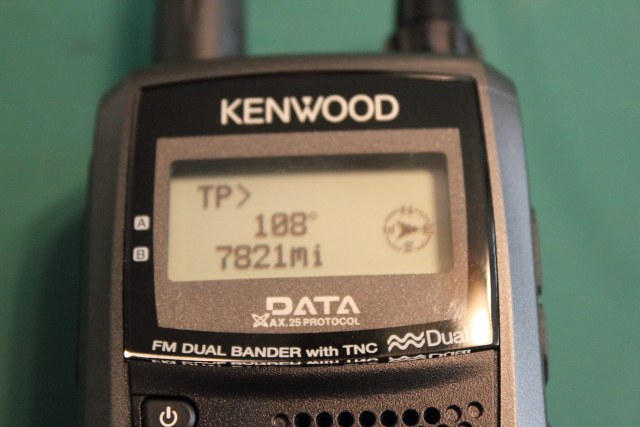 KENWOOD
TP>
108°
A
B
7821mi
N
E
S
DATA
AX.25 PROTOCOL
FM DUAL BANDER with TNC Dual